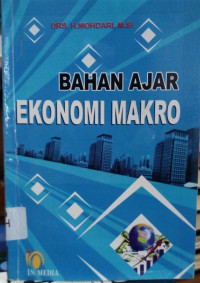 DRS. H. MOHDARI, M.SI.
BAHAN AJAR
EKONOMI MAKRO
IN MEDIA